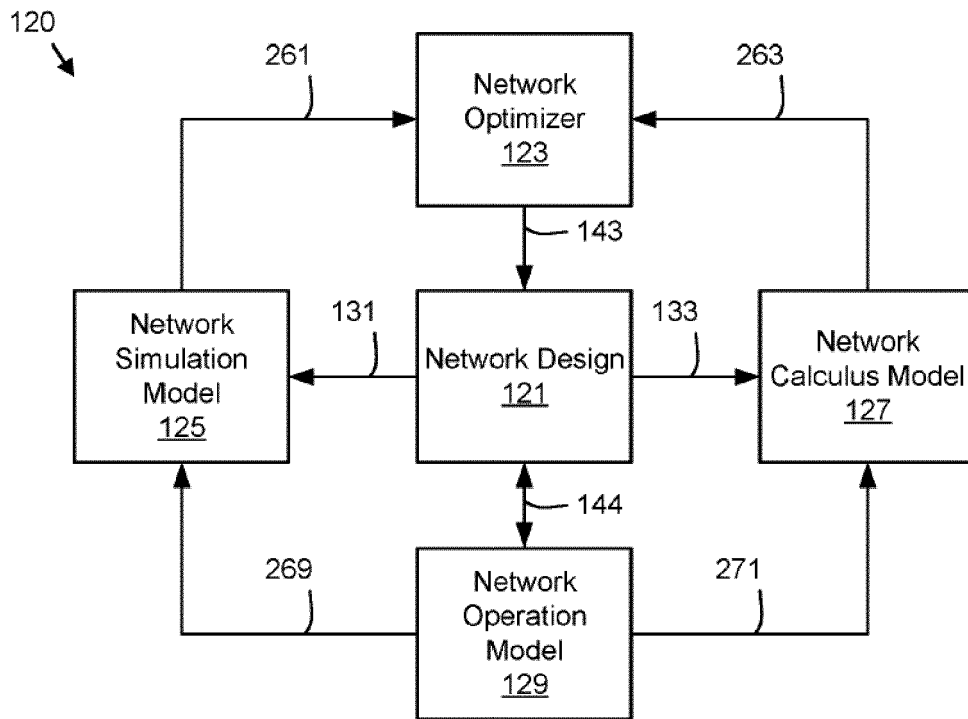 120
261
263
Network
Optimizer
123
143
131
133
Network
Simulation
Model
125
Network Design
121
Network
Calculus Model
127
144
269
271
Network
Operation
Model
129